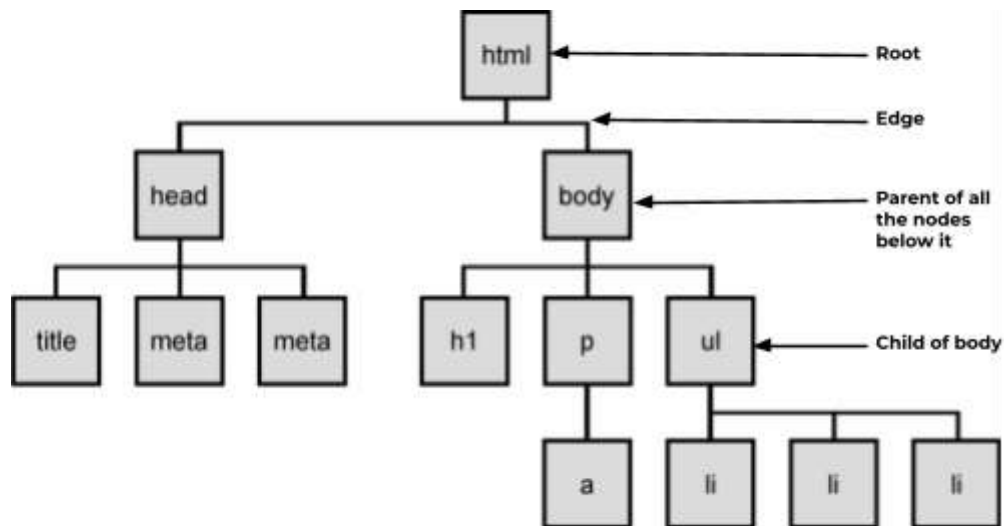 html
Root
Edge
head
body
Parent of all
the nodes
below it
title
meta
meta
h1
p
ul
Child of body
a
li
li
li